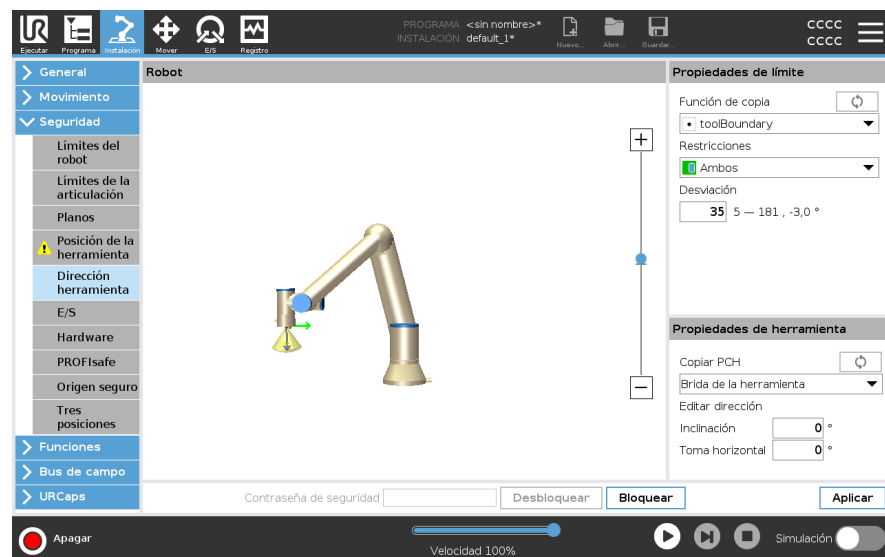 PROGRAMA <sin nombre>*
INSTALACIÓN default_1*
Ejecutar Programa Instalación Mover E/S Registro
Nuevo... Abrir... Guardar...
CCCC
CCCC
General
Movimiento
Seguridad
Límites del
robot
Límites de la
articulación
Planos
Posición de la
herramienta
Dirección
herramienta
E/S
Hardware
PROFIsafe
Origen seguro
Tres
posiciones
Funciones
Bus de campo
URCaps
Robot
Propiedades de límite
Función de copia
toolBoundary
Restricciones
Ambos
Desviación
35 5 — 181 , -3,0 °
Propiedades de herramienta
Copiar PCH
Brida de la herramienta
Editar dirección
Inclinación 0 °
Toma horizontal 0 °
Contraseña de seguridad Desbloquear Bloquear Aplicar
Apagar
Velocidad 100%
Simulación